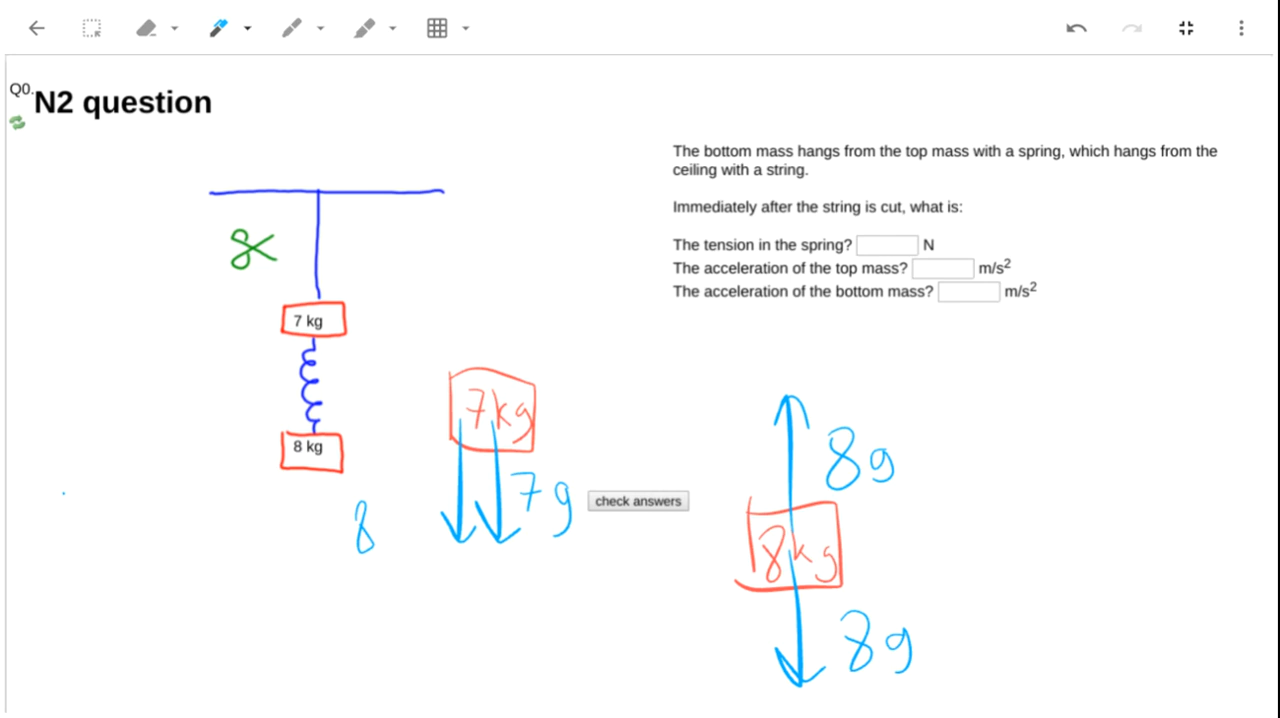 Q0.
N2 question
The bottom mass hangs from the top mass with a spring, which hangs from the
ceiling with a string.
Immediately after the string is cut, what is:
The tension in the spring? N
The acceleration of the top mass? m/s²
The acceleration of the bottom mass? m/s²
7 kg
8 kg
7kg
8
7g
check answers
8g
8kg
8g